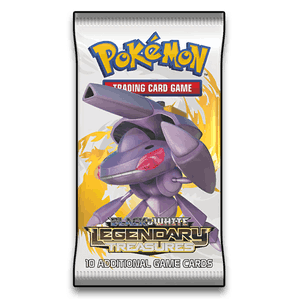 POKéMON
TRADING CARD GAME
BLACK & WHITE
LEGENDARY
TREASURES
10 ADDITIONAL GAME CARDS